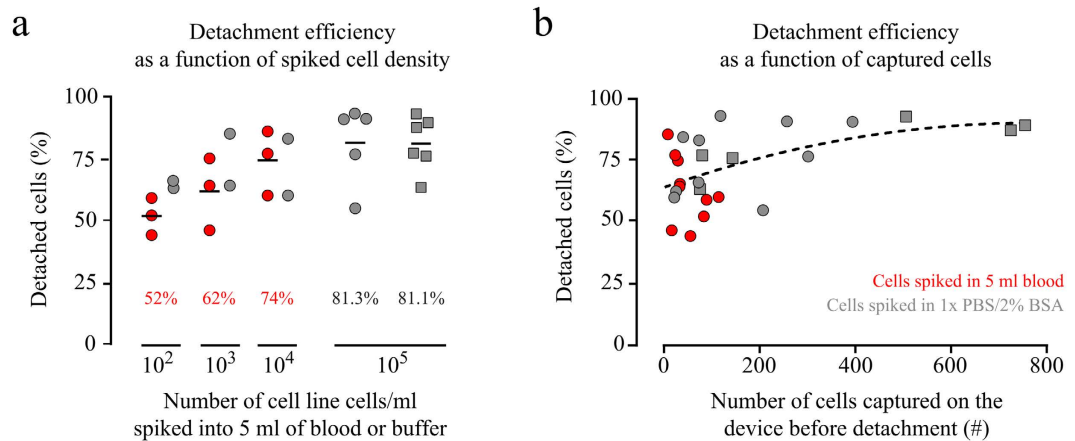 a
Detachment efficiency
as a function of spiked cell density
100
75
50
25
0
Detached cells (%)
52%
62%
74%
81.3%
81.1%
10²
10³
10⁴
10⁵
Number of cell line cells/ml
spiked into 5 ml of blood or buffer
b
Detachment efficiency
as a function of captured cells
100
75
50
25
0
Detached cells (%)
Cells spiked in 5 ml blood
Cells spiked in 1x PBS/2% BSA
0
200
400
600
800
Number of cells captured on the
device before detachment (#)